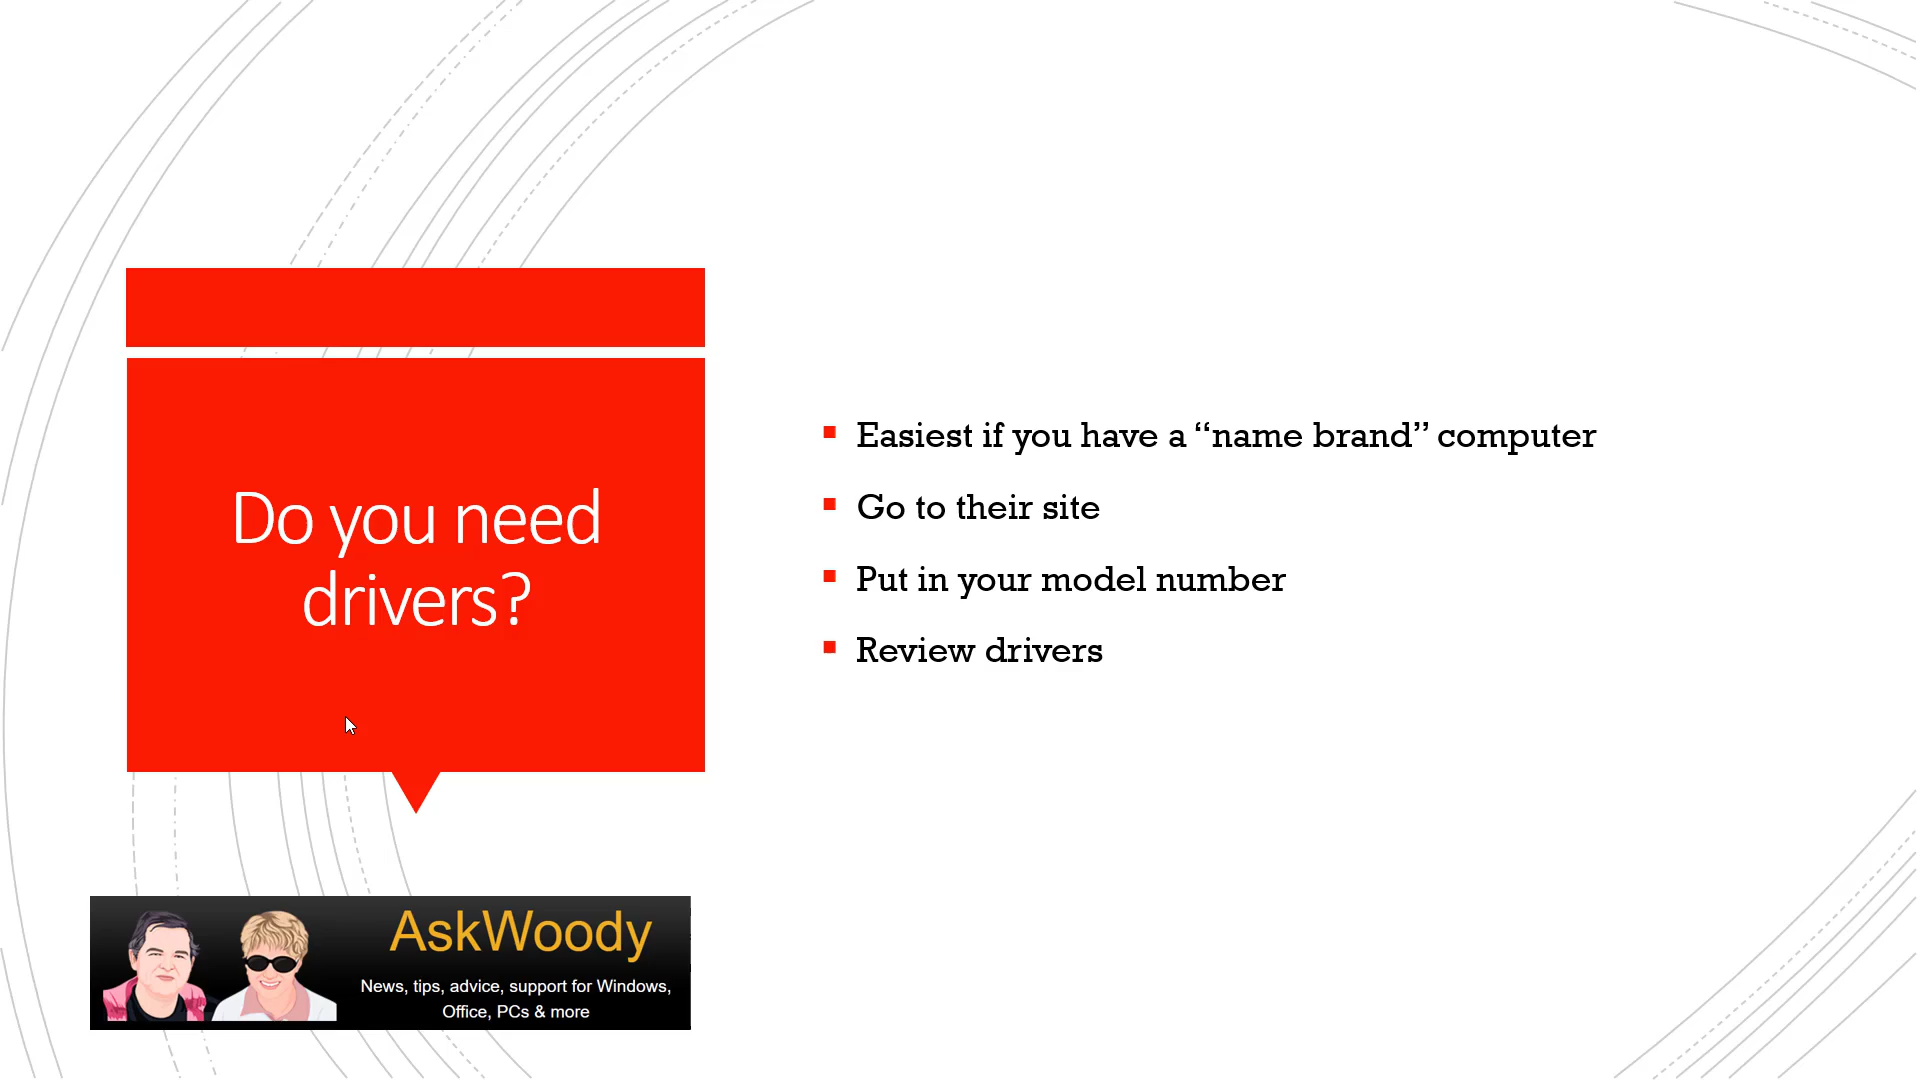 Do you need
drivers?
Easiest if you have a “name brand” computer
Go to their site
Put in your model number
Review drivers
AskWoody
News, tips, advice, support for Windows,
Office, PCs & more